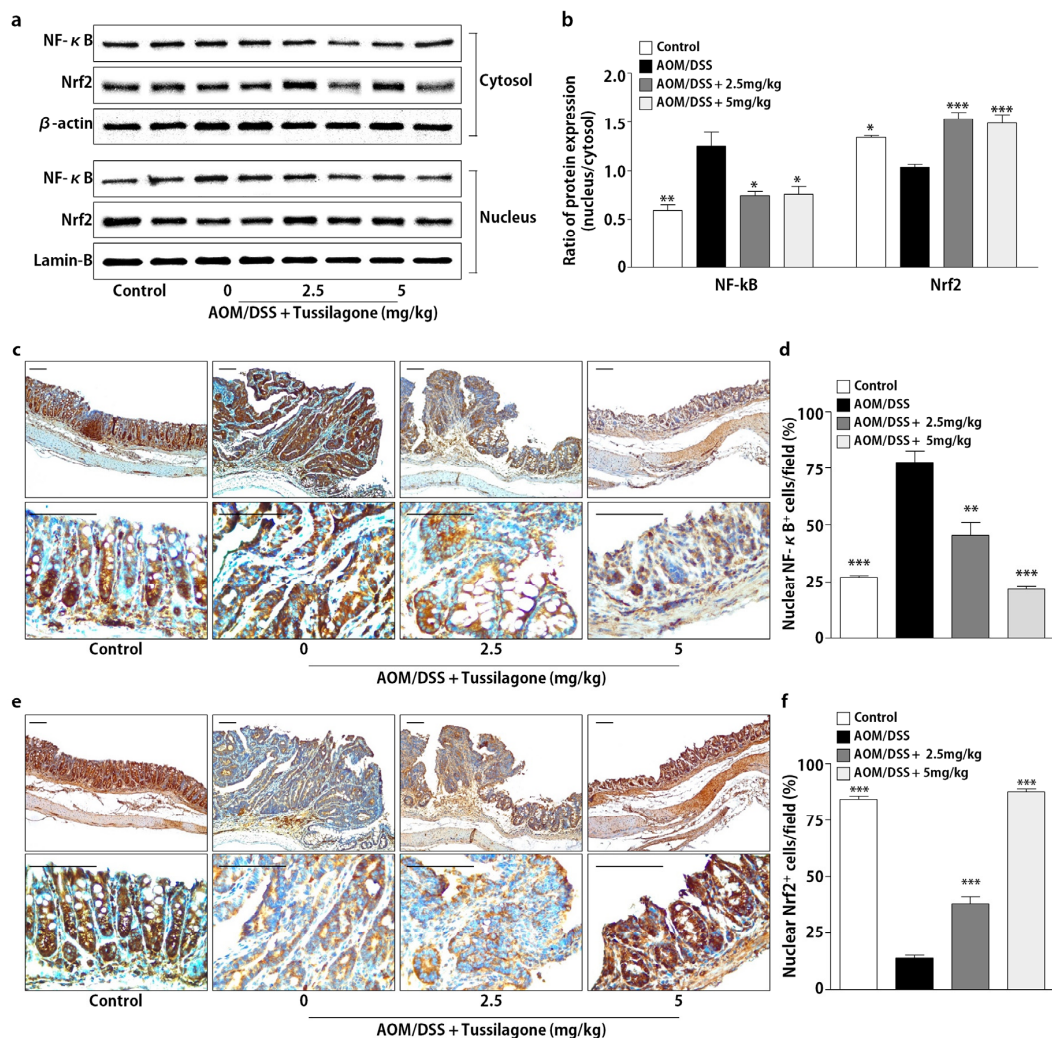 a
NF-κB
Nrf2
β-actin
Cytosol
NF-κB
Nrf2
Lamin-B
Nucleus
Control 0 2.5 5
AOM/DSS + Tussilagone (mg/kg)
b
Control
AOM/DSS
AOM/DSS + 2.5mg/kg
AOM/DSS + 5mg/kg
Ratio of protein expression
(nucleus/cytosol)
2.0
1.5
1.0
0.5
0
** * *
* *** ***
NF-kB Nrf2
c
Control 0 2.5 5
AOM/DSS + Tussilagone (mg/kg)
d
Control
AOM/DSS
AOM/DSS + 2.5mg/kg
AOM/DSS + 5mg/kg
Nuclear NF-κB⁺ cells/field (%)
100
75
50
25
0
*** ** ***
e
Control 0 2.5 5
AOM/DSS + Tussilagone (mg/kg)
f
Control
AOM/DSS
AOM/DSS + 2.5mg/kg
AOM/DSS + 5mg/kg
Nuclear Nrf2⁺ cells/field (%)
100
75
50
25
0
*** *** ***